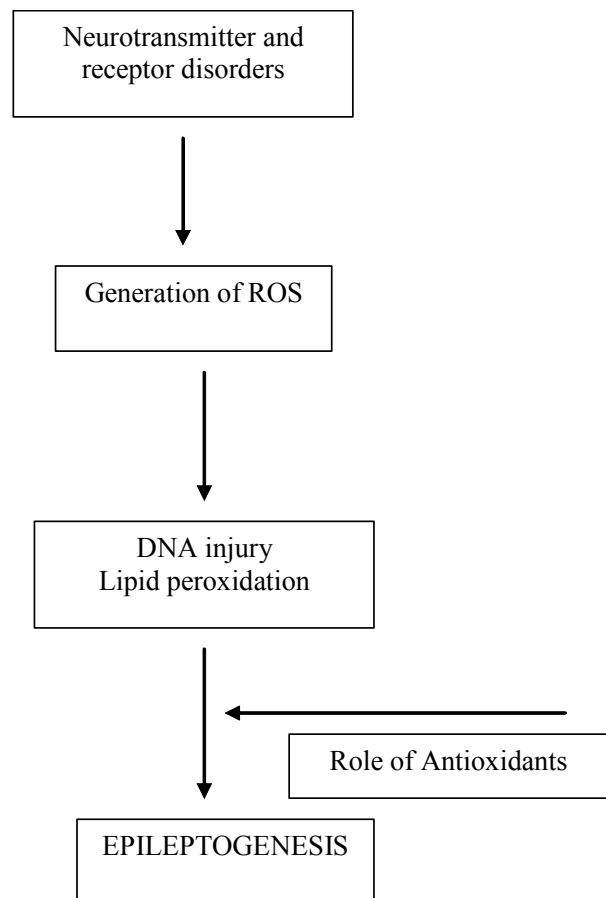 Neurotransmitter and
receptor disorders
Generation of ROS
DNA injury
Lipid peroxidation
Role of Antioxidants
EPILEPTOGENESIS